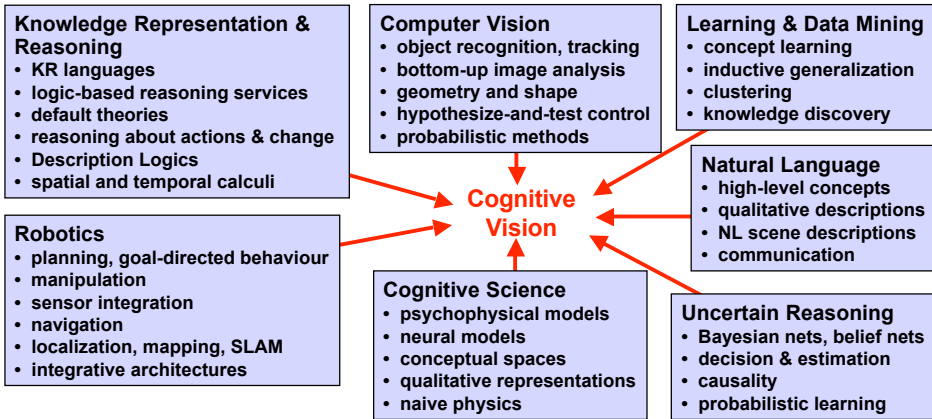 Knowledge Representation &
Reasoning
• KR languages
• logic-based reasoning services
• default theories
• reasoning about actions & change
• Description Logics
• spatial and temporal calculi
Computer Vision
• object recognition, tracking
• bottom-up image analysis
• geometry and shape
• hypothesize-and-test control
• probabilistic methods
Learning & Data Mining
• concept learning
• inductive generalization
• clustering
• knowledge discovery
Cognitive
Vision
Natural Language
• high-level concepts
• qualitative descriptions
• NL scene descriptions
• communication
Robotics
• planning, goal-directed behaviour
• manipulation
• sensor integration
• navigation
• localization, mapping, SLAM
• integrative architectures
Cognitive Science
• psychophysical models
• neural models
• conceptual spaces
• qualitative representations
• naive physics
Uncertain Reasoning
• Bayesian nets, belief nets
• decision & estimation
• causality
• probabilistic learning